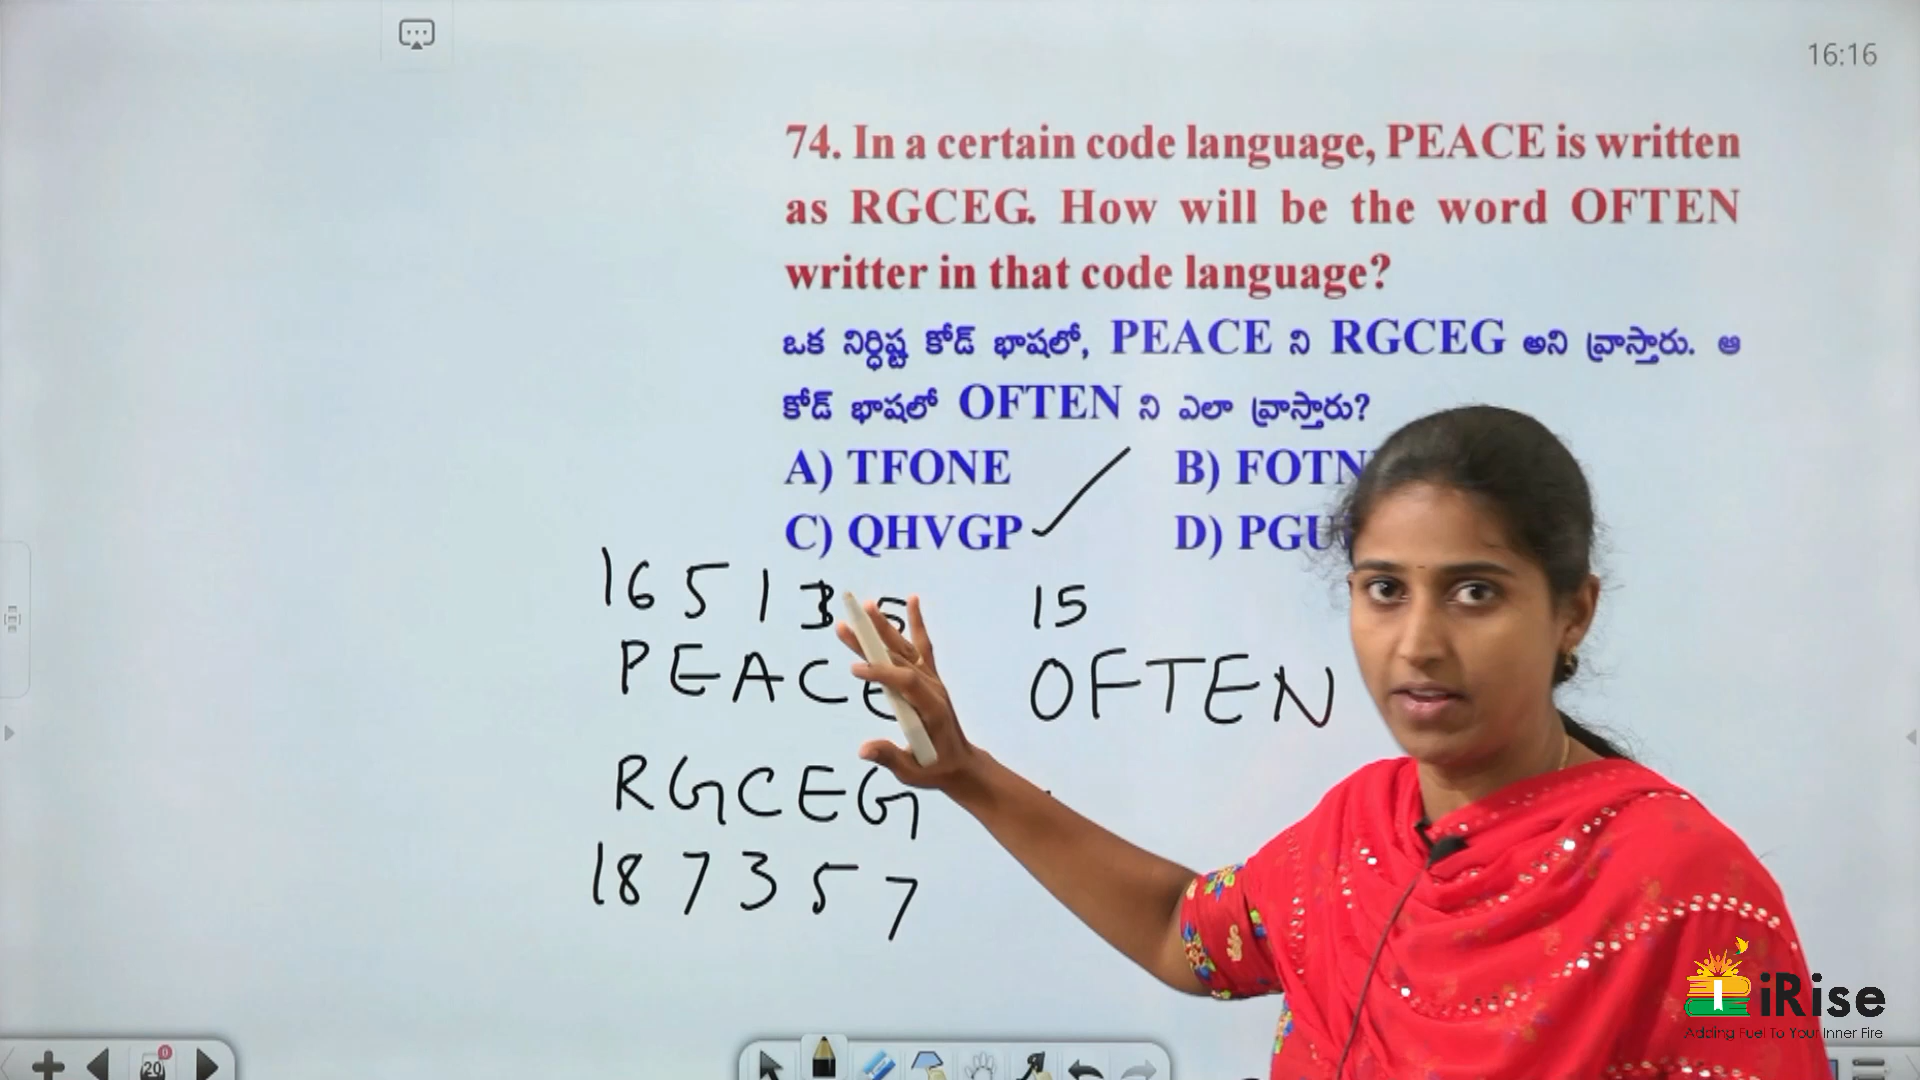 16:16
74. In a certain code language, PEACE is written
as RGCEG. How will be the word OFTEN
writter in that code language?
ఒక నిర్ధిష్ట కోడ్ భాషలో, PEACE ని RGCEG అని వ్రాస్తారు. ఆ
కోడ్ భాషలో OFTEN ని ఎలా వ్రాస్తారు?
A) TFONE B)
C) QHVGP D)
16 5 1 3 5 15
PEACE OFTEN
RGCEG
18 7 3 5 7
20
0
iRise
Adding Fuel To Your Inner Fire